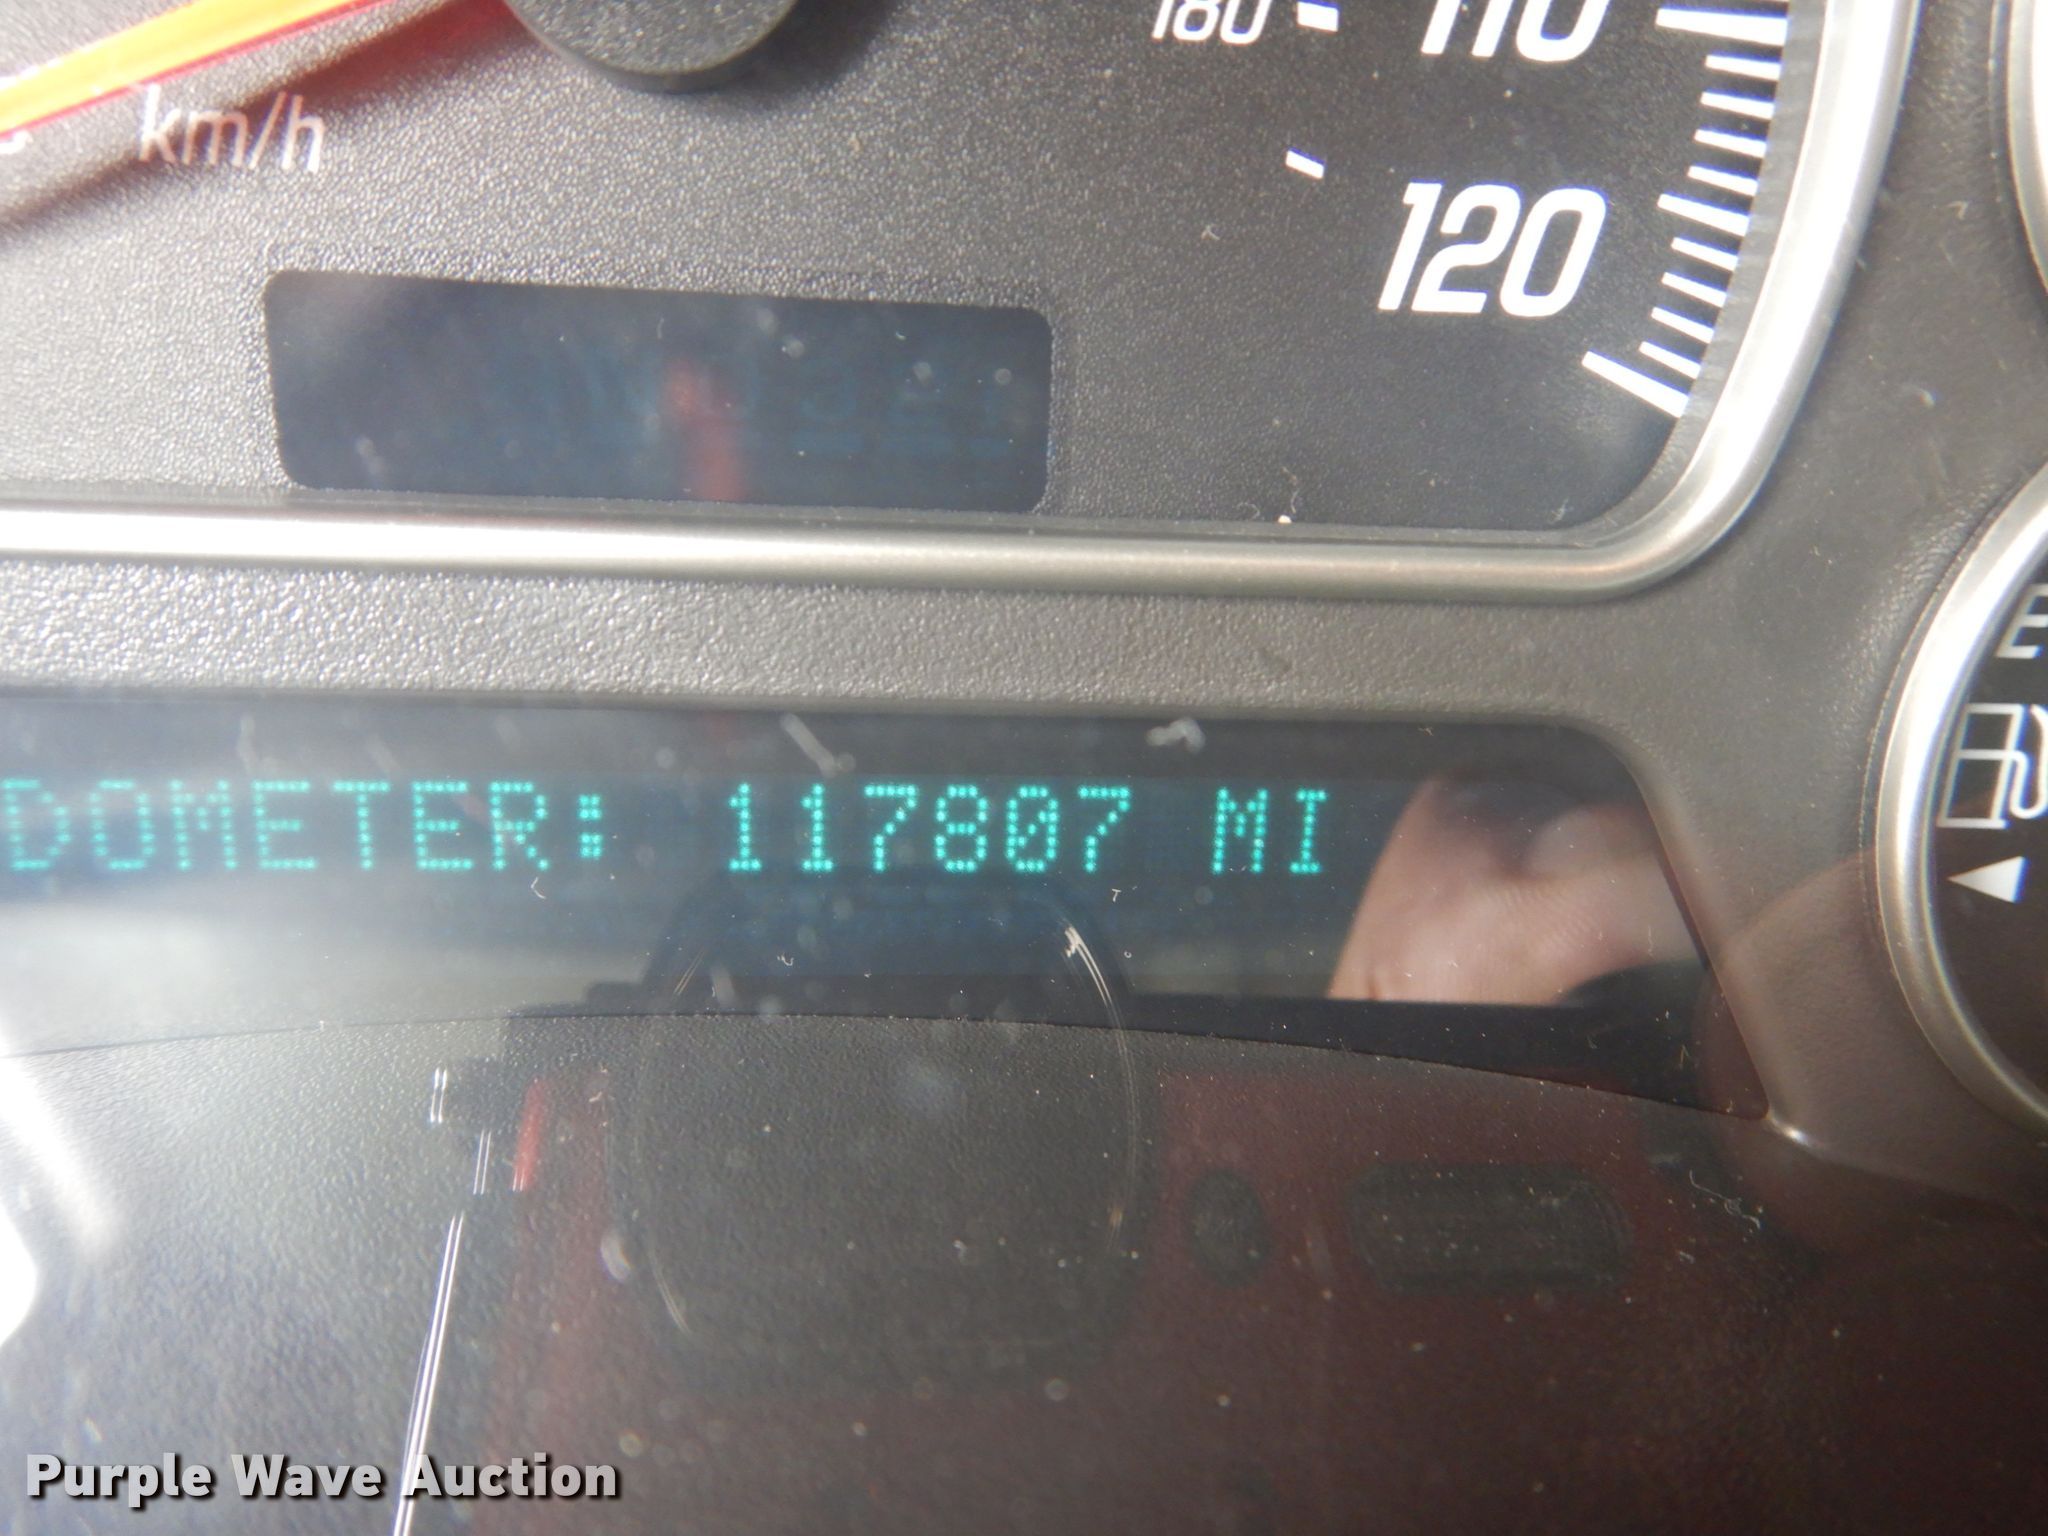 180 110
km/h
120
E
DOMETER: 117807 MI
Purple Wave Auction